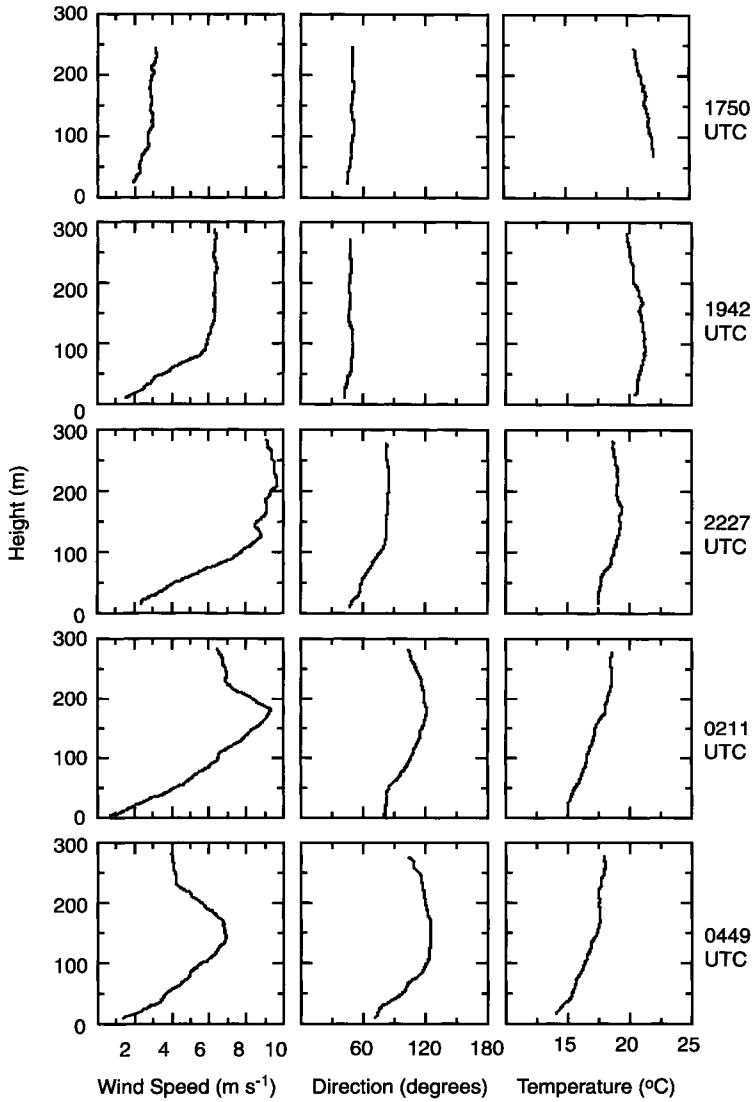 300
200
100
0
1750
UTC
300
200
100
0
1942
UTC
300
200
100
0
2227
UTC
300
200
100
0
0211
UTC
300
200
100
0
0449
UTC
Height (m)
2 4 6 8 10
60 120 180
15 20 25
Wind Speed (m s⁻¹)
Direction (degrees)
Temperature (ºC)